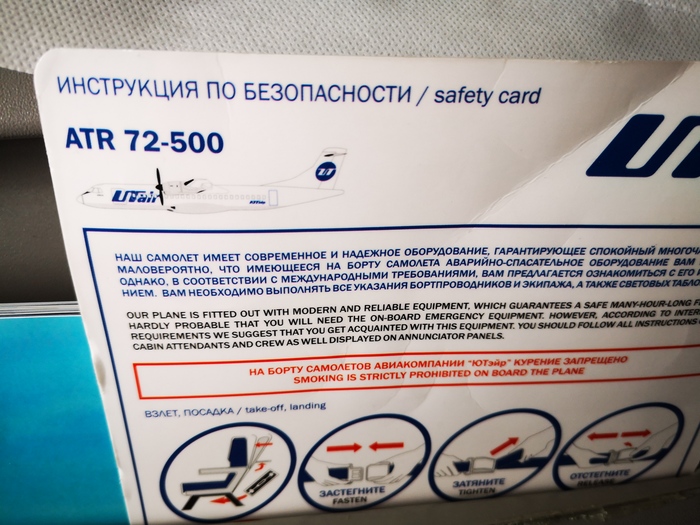 ИНСТРУКЦИЯ ПО БЕЗОПАСНОСТИ / safety card
ATR 72-500
UTair
UT
НАШ САМОЛЕТ ИМЕЕТ СОВРЕМЕННОЕ И НАДЕЖНОЕ ОБОРУДОВАНИЕ, ГАРАНТИРУЮЩЕЕ СПОКОЙНЫЙ МНОГОЧА
МАЛОВЕРОЯТНО, ЧТО ИМЕЮЩЕЕСЯ НА БОРТУ САМОЛЕТА АВАРИЙНО-СПАСАТЕЛЬНОЕ ОБОРУДОВАНИЕ ВАМ
ОДНАКО, В СООТВЕТСТВИИ С МЕЖДУНАРОДНЫМИ ТРЕБОВАНИЯМИ, ВАМ ПРЕДЛАГАЕТСЯ ОЗНАКОМИТЬСЯ С ЕГО
НИЕМ. ВАМ НЕОБХОДИМО ВЫПОЛНЯТЬ ВСЕ УКАЗАНИЯ БОРТПРОВОДНИКОВ И ЭКИПАЖА, А ТАКЖЕ СВЕТОВЫХ ТАБЛО
OUR PLANE IS FITTED OUT WITH MODERN AND RELIABLE EQUIPMENT, WHICH GUARANTEES A SAFE MANY-HOUR-LONG
HARDLY PROBABLE THAT YOU WILL NEED THE ON-BOARD EMERGENCY EQUIPMENT. HOWEVER, ACCORDING TO INTER
REQUIREMENTS WE SUGGEST THAT YOU GET ACQUAINTED WITH THIS EQUIPMENT. YOU SHOULD FOLLOW ALL INSTRUCTIONS
CABIN ATTENDANTS AND CREW AS WELL DISPLAYED ON ANNUNCIATOR PANELS.
НА БОРТУ САМОЛЕТОВ АВИАКОМПАНИИ "ЮТэйр" КУРЕНИЕ ЗАПРЕЩЕНО
SMOKING IS STRICTLY PROHIBITED ON BOARD THE PLANE
ВЗЛЕТ, ПОСАДКА / take-off, landing
ЗАСТЕГНИТЕ
FASTEN
ЗАТЯНИТЕ
TIGHTEN
ОТСТЕГНИТЕ
RELEASE